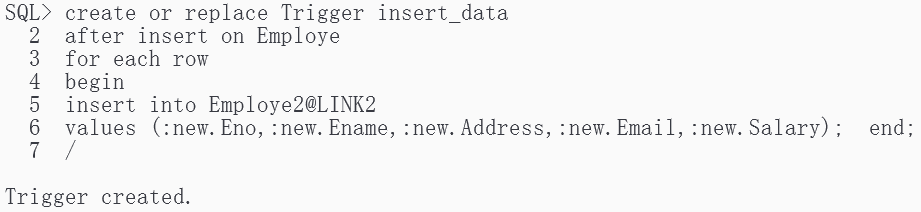 SQL> create or replace Trigger insert_data
2 after insert on Employe
3 for each row
4 begin
5 insert into Employe2@LINK2
6 values (:new.Eno,:new.Ename,:new.Address,:new.Email,:new.Salary); end;
7 /
Trigger created.